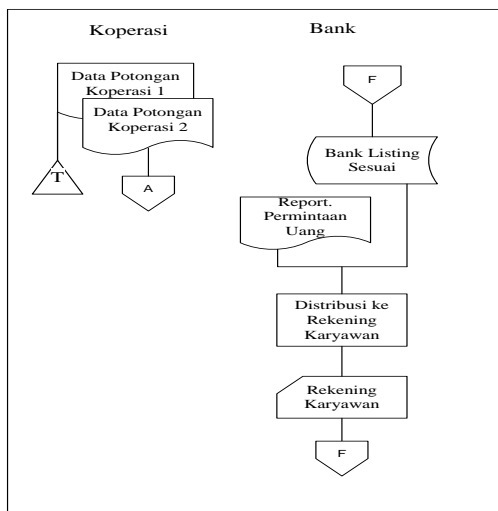 Koperasi
Data Potongan
Koperasi 1
Data Potongan
Koperasi 2
T
A
Bank
F
Bank Listing
Sesuai
Report.
Permintaan
Uang
Distribusi ke
Rekening
Karyawan
Rekening
Karyawan
F